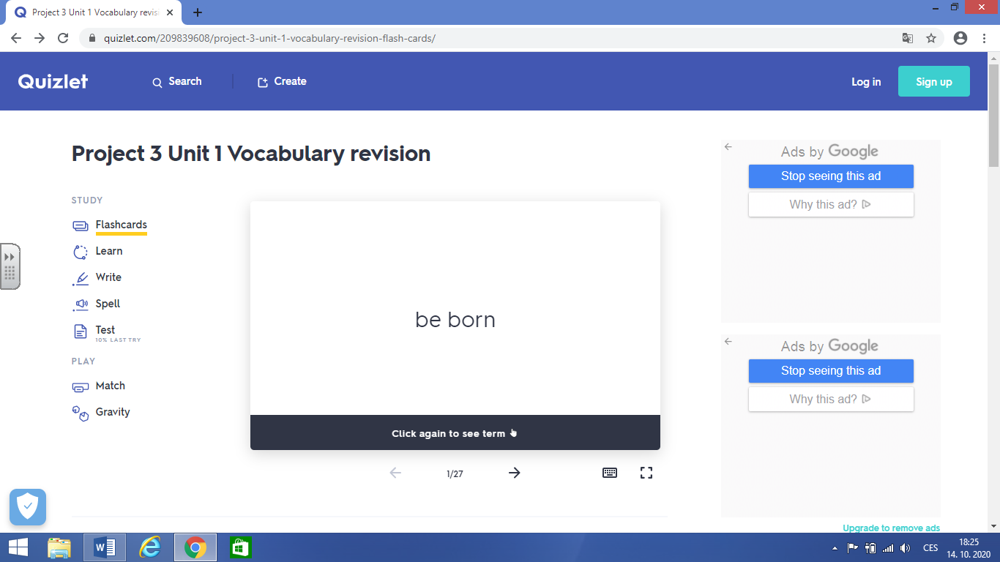 Project 3 Unit 1 Vocabulary revisi
quizlet.com/209839608/project-3-unit-1-vocabulary-revision-flash-cards/
Quizlet
Search
Create
Log in
Sign up
Project 3 Unit 1 Vocabulary revision
STUDY
Flashcards
Learn
Write
Spell
Test
10% LAST TRY
PLAY
Match
Gravity
be born
Click again to see term
1/27
Ads by Google
Stop seeing this ad
Why this ad?
Ads by Google
Stop seeing this ad
Why this ad?
Upgrade to remove ads
CES
18:25
14. 10. 2020